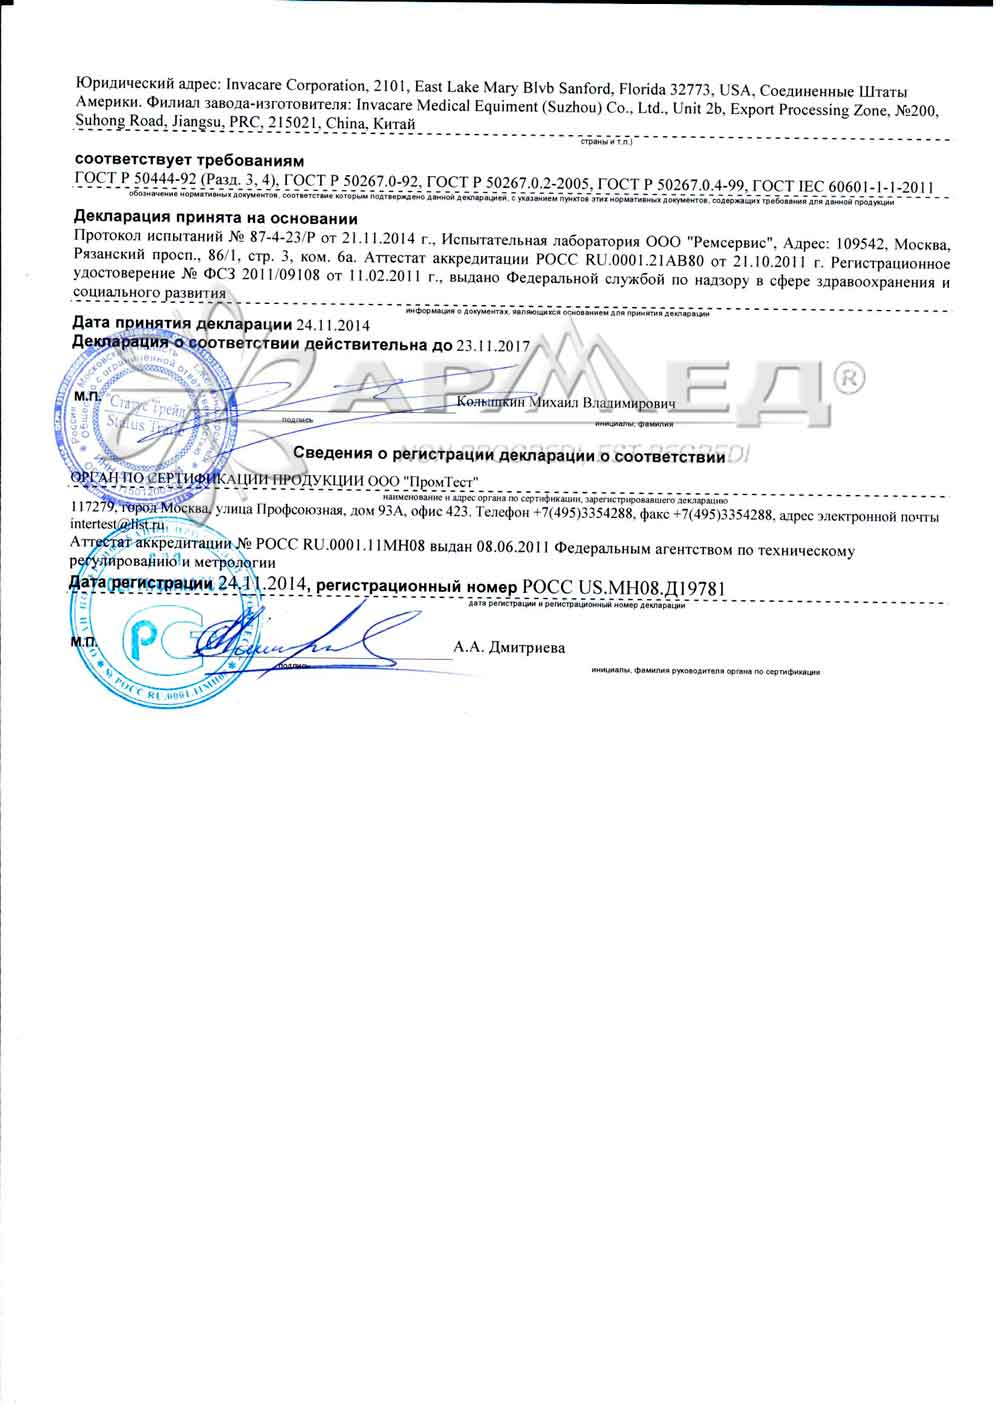 Юридический адрес: Invacare Corporation, 2101, East Lake Mary Blvb Sanford, Florida 32773, USA, Соединенные Штаты
Америки. Филиал завода-изготовителя: Invacare Medical Equiment (Suzhou) Co., Ltd., Unit 2b, Export Processing Zone, №200,
Suhong Road, Jiangsu, PRC, 215021, China, Китай
страны и т.п.)
соответствует требованиям
ГОСТ Р 50444-92 (Разд. 3, 4), ГОСТ Р 50267.0-92, ГОСТ Р 50267.0.2-2005, ГОСТ Р 50267.0.4-99, ГОСТ IEC 60601-1-1-2011
обозначение нормативных документов, соответствие которым подтверждено данной декларацией, с указанием пунктов этих нормативных документов, содержащих требования для данной продукции
Декларация принята на основании
Протокол испытаний № 87-4-23/Р от 21.11.2014 г., Испытательная лаборатория ООО "Ремсервис", Адрес: 109542, Москва,
Рязанский просп., 86/1, стр. 3, ком. 6а. Аттестат аккредитации РОСС RU.0001.21АВ80 от 21.10.2011 г. Регистрационное
удостоверение № ФСЗ 2011/09108 от 11.02.2011 г., выдано Федеральной службой по надзору в сфере здравоохранения и
социального развития
информация о документах, являющихся основанием для принятия декларации
Дата принятия декларации 24.11.2014
Декларация о соответствии действительна до 23.11.2017
АРМЕД®
М.П.
"Статус Трейд
Status Trade
Колышкин Михаил Владимирович
подпись
инициалы, фамилия
Сведения о регистрации декларации о соответствии
ОРГАН ПО СЕРТИФИКАЦИИ ПРОДУКЦИИ ООО "ПромТест"
наименование и адрес органа по сертификации, зарегистрировавшего декларацию
117279, город Москва, улица Профсоюзная, дом 93А, офис 423. Телефон +7(495)3354288, факс +7(495)3354288, адрес электронной почты
intertest@list.ru
Аттестат аккредитации № РОСС RU.0001.11МН08 выдан 08.06.2011 Федеральным агентством по техническому
регулированию и метрологии
Дата регистрации 24.11.2014, регистрационный номер РОСС US.МН08.Д19781
дата регистрации и регистрационный номер декларации
М.П.
А.А. Дмитриева
подпись
инициалы, фамилия руководителя органа по сертификации
РОСС RU.0001.11МН08